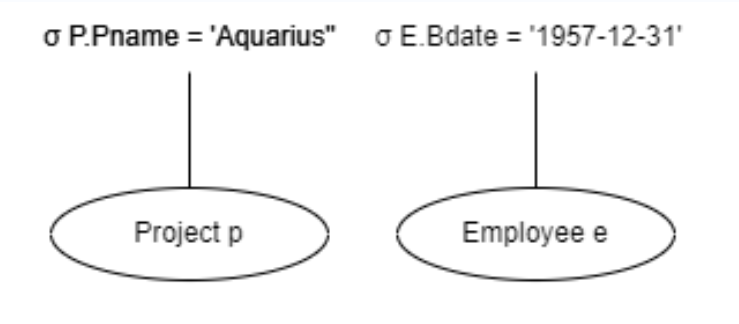 σ P.Pname = 'Aquarius" σ E.Bdate = '1957-12-31'
Project p Employee e